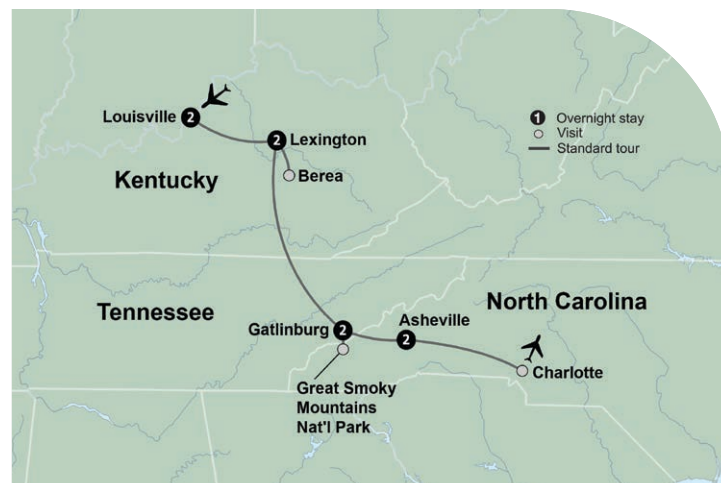 Louisville
2
2
Lexington
Berea
Kentucky
1 Overnight stay
Visit
Standard tour
Tennessee
North Carolina
Gatlinburg
2
Asheville
2
Charlotte
Great Smoky
Mountains
Nat'l Park